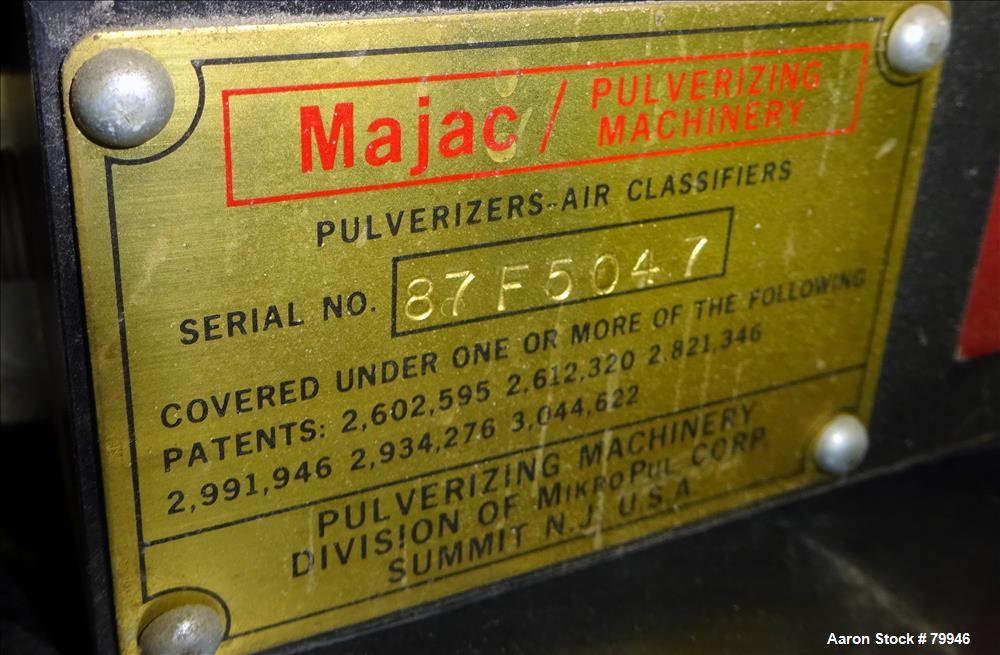 Majac / PULVERIZING MACHINERY
PULVERIZERS-AIR CLASSIFIERS
SERIAL NO. 87F5047
COVERED UNDER ONE OR MORE OF THE FOLLOWING
PATENTS: 2,602,595 2,612,320 2,821,346
2,991,946 2,934,276 3,044,622
PULVERIZING MACHINERY
DIVISION OF MIKROPUL CORP
SUMMIT N.J. U.S.A
Aaron Stock # 79946